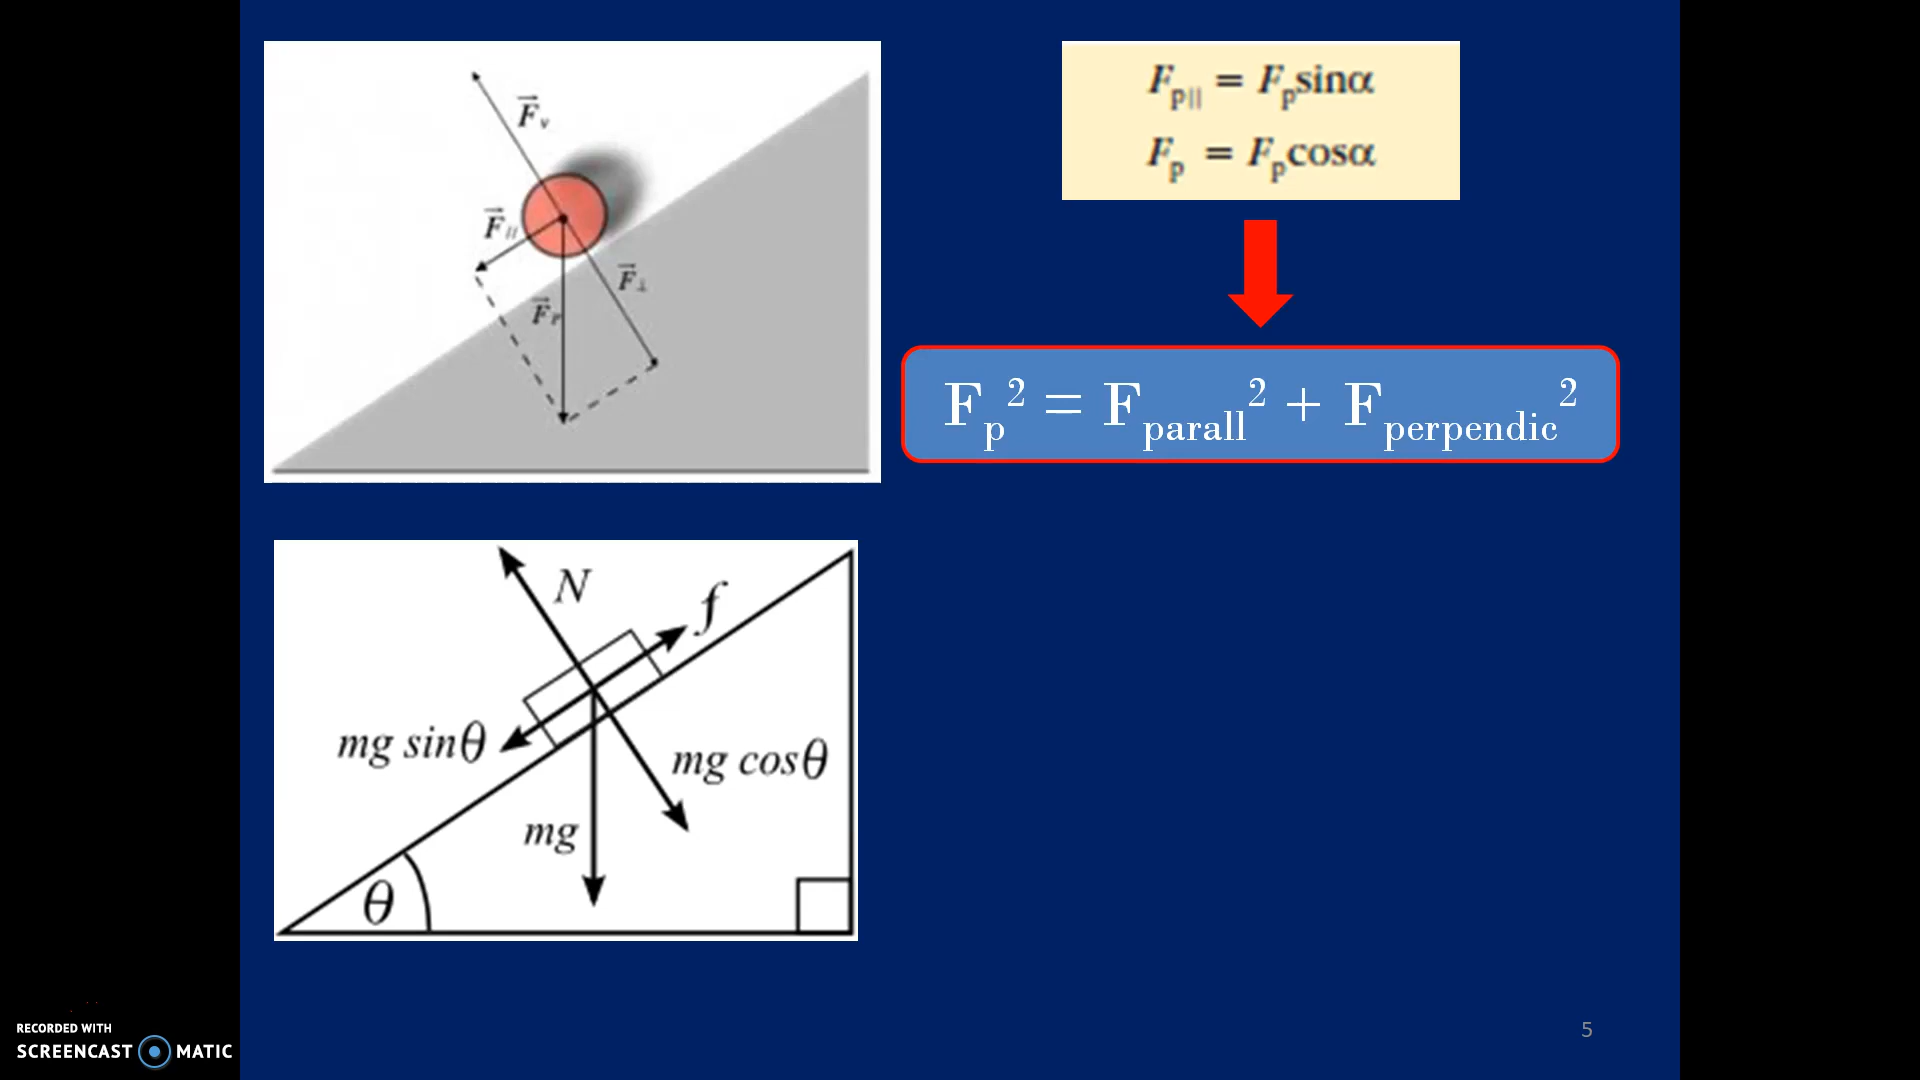 F⃗v
F⃗//
F⃗⊥
F⃗P
Fp|| = Fpsinα
Fp = Fpcosα
Fp² = Fparall² + Fperpendic²
N
f
mg sinθ
mg cosθ
mg
θ
RECORDED WITH
SCREENCAST MATIC
5